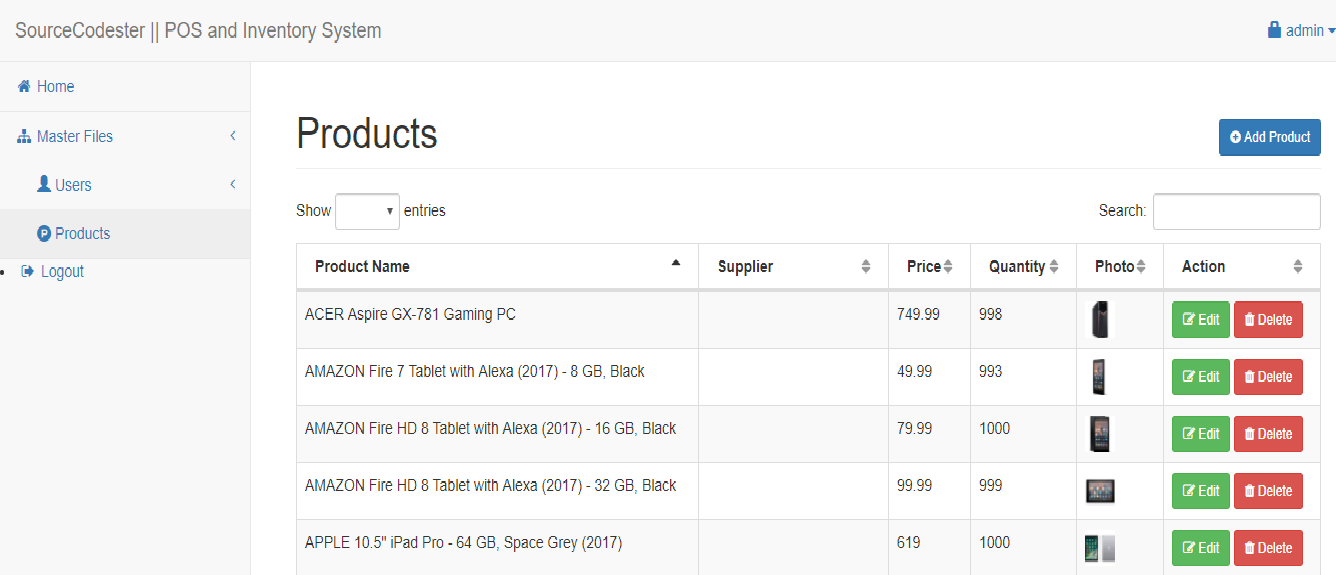 SourceCodester || POS and Inventory System
admin
Home
Master Files
Users
Products
Logout
Products
Add Product
Show entries
Search:
Product Name Supplier Price Quantity Photo Action
ACER Aspire GX-781 Gaming PC 749.99 998 Edit Delete
AMAZON Fire 7 Tablet with Alexa (2017) - 8 GB, Black 49.99 993 Edit Delete
AMAZON Fire HD 8 Tablet with Alexa (2017) - 16 GB, Black 79.99 1000 Edit Delete
AMAZON Fire HD 8 Tablet with Alexa (2017) - 32 GB, Black 99.99 999 Edit Delete
APPLE 10.5" iPad Pro - 64 GB, Space Grey (2017) 619 1000 Edit Delete